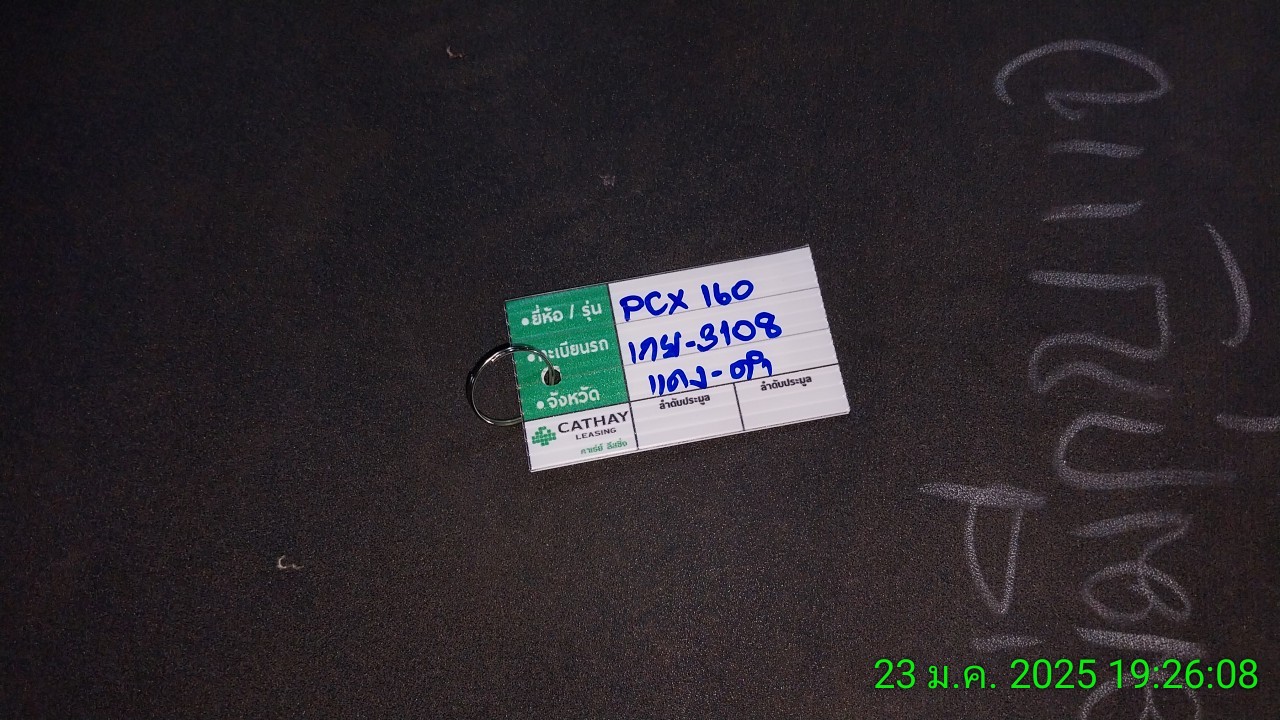 •ยี่ห้อ / รุ่น PCX 160
•ทะเบียนรถ 1กย-3108
•จังหวัด แดง-ดำ
CATHAY
LEASING
คาเธ่ย์ ลีสซิ่ง
ลำดับประมูล
ลำดับประมูล
23 ม.ค. 2025 19:26:08